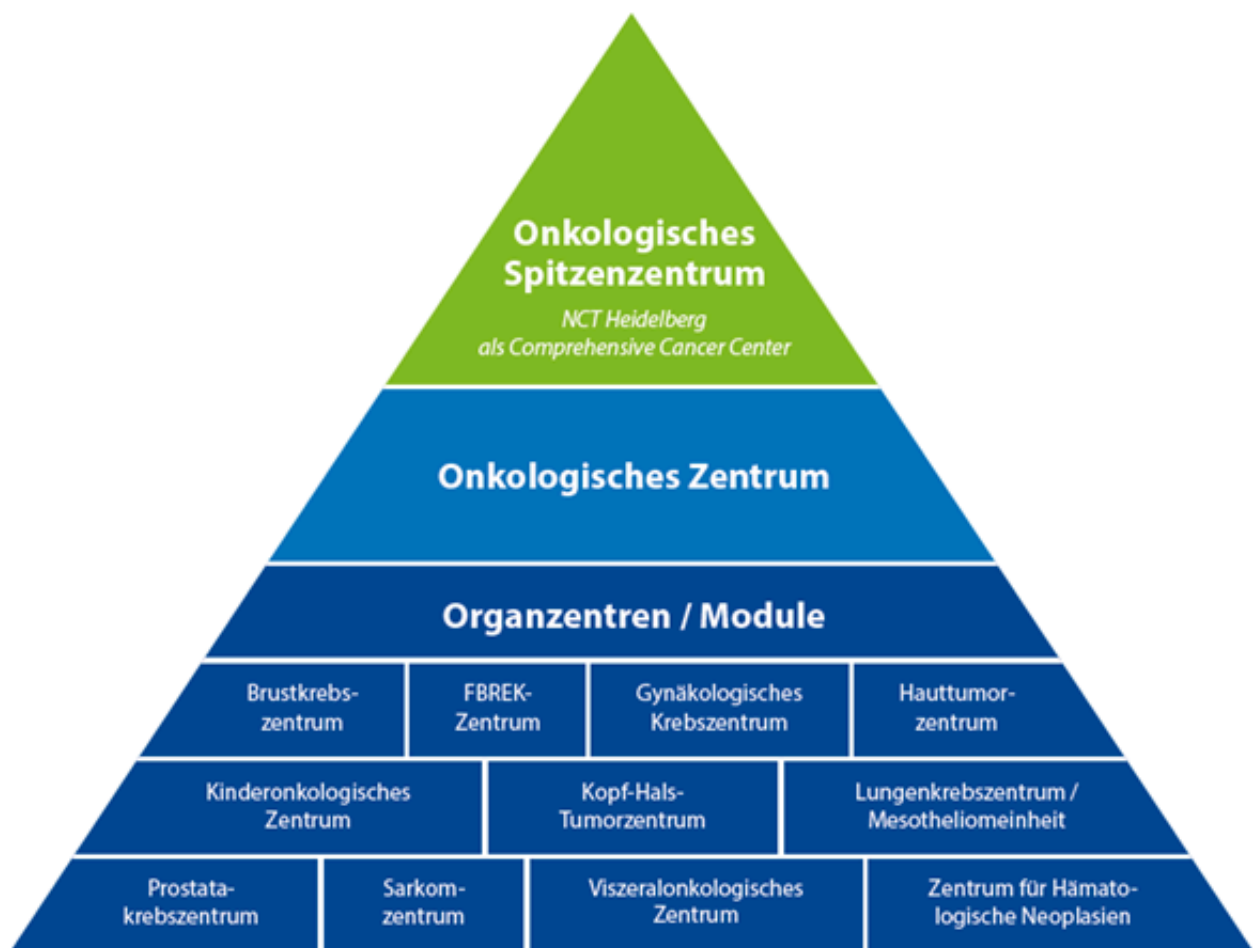 Onkologisches
Spitzenzentrum
NCT Heidelberg
als Comprehensive Cancer Center
Onkologisches Zentrum
Organzentren / Module
Brustkrebs-
zentrum
FBREK-
Zentrum
Gynäkologisches
Krebszentrum
Hauttumor-
zentrum
Kinderonkologisches
Zentrum
Kopf-Hals-
Tumorzentrum
Lungenkrebszentrum /
Mesotheliomeinheit
Prostata-
krebszentrum
Sarkom-
zentrum
Viszeralonkologisches
Zentrum
Zentrum für Hämato-
logische Neoplasien